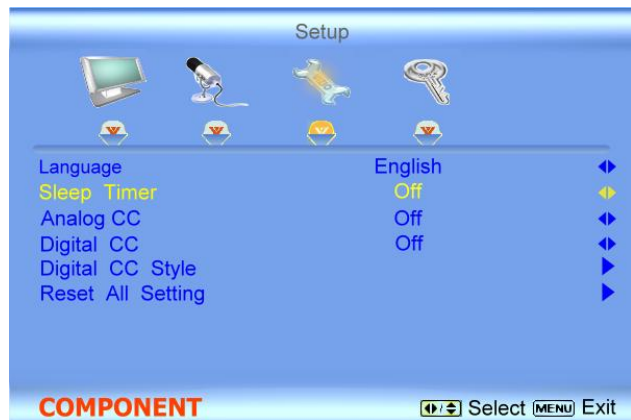 Setup
Language English
Sleep Timer Off
Analog CC Off
Digital CC Off
Digital CC Style
Reset All Setting
COMPONENT Select MENU Exit